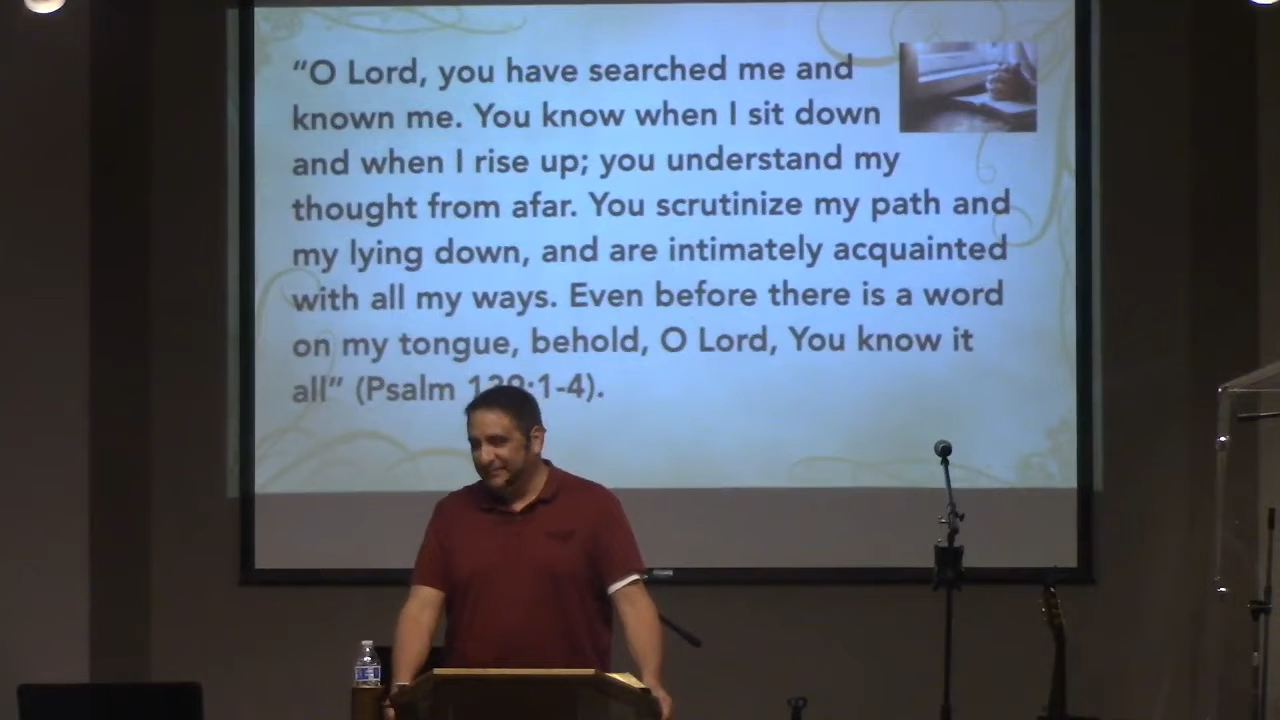 “O Lord, you have searched me and
known me. You know when I sit down
and when I rise up; you understand my
thought from afar. You scrutinize my path and
my lying down, and are intimately acquainted
with all my ways. Even before there is a word
on my tongue, behold, O Lord, You know it
all” (Psalm 139:1-4).